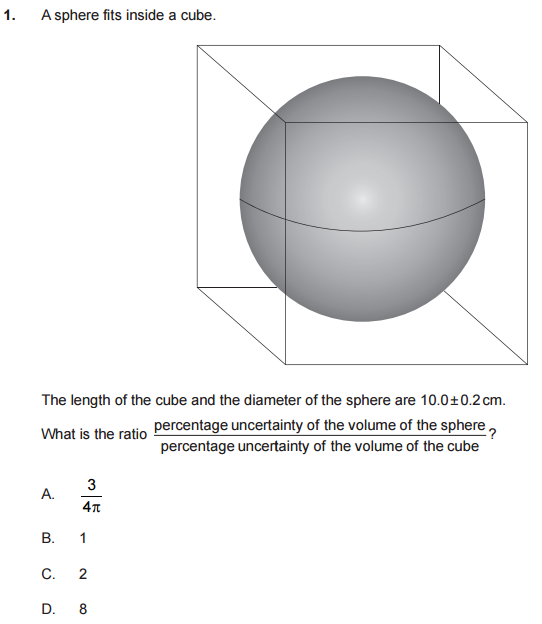 1. A sphere fits inside a cube.
The length of the cube and the diameter of the sphere are 10.0±0.2cm.
What is the ratio percentage uncertainty of the volume of the sphere / percentage uncertainty of the volume of the cube ?
A. 3/4π
B. 1
C. 2
D. 8